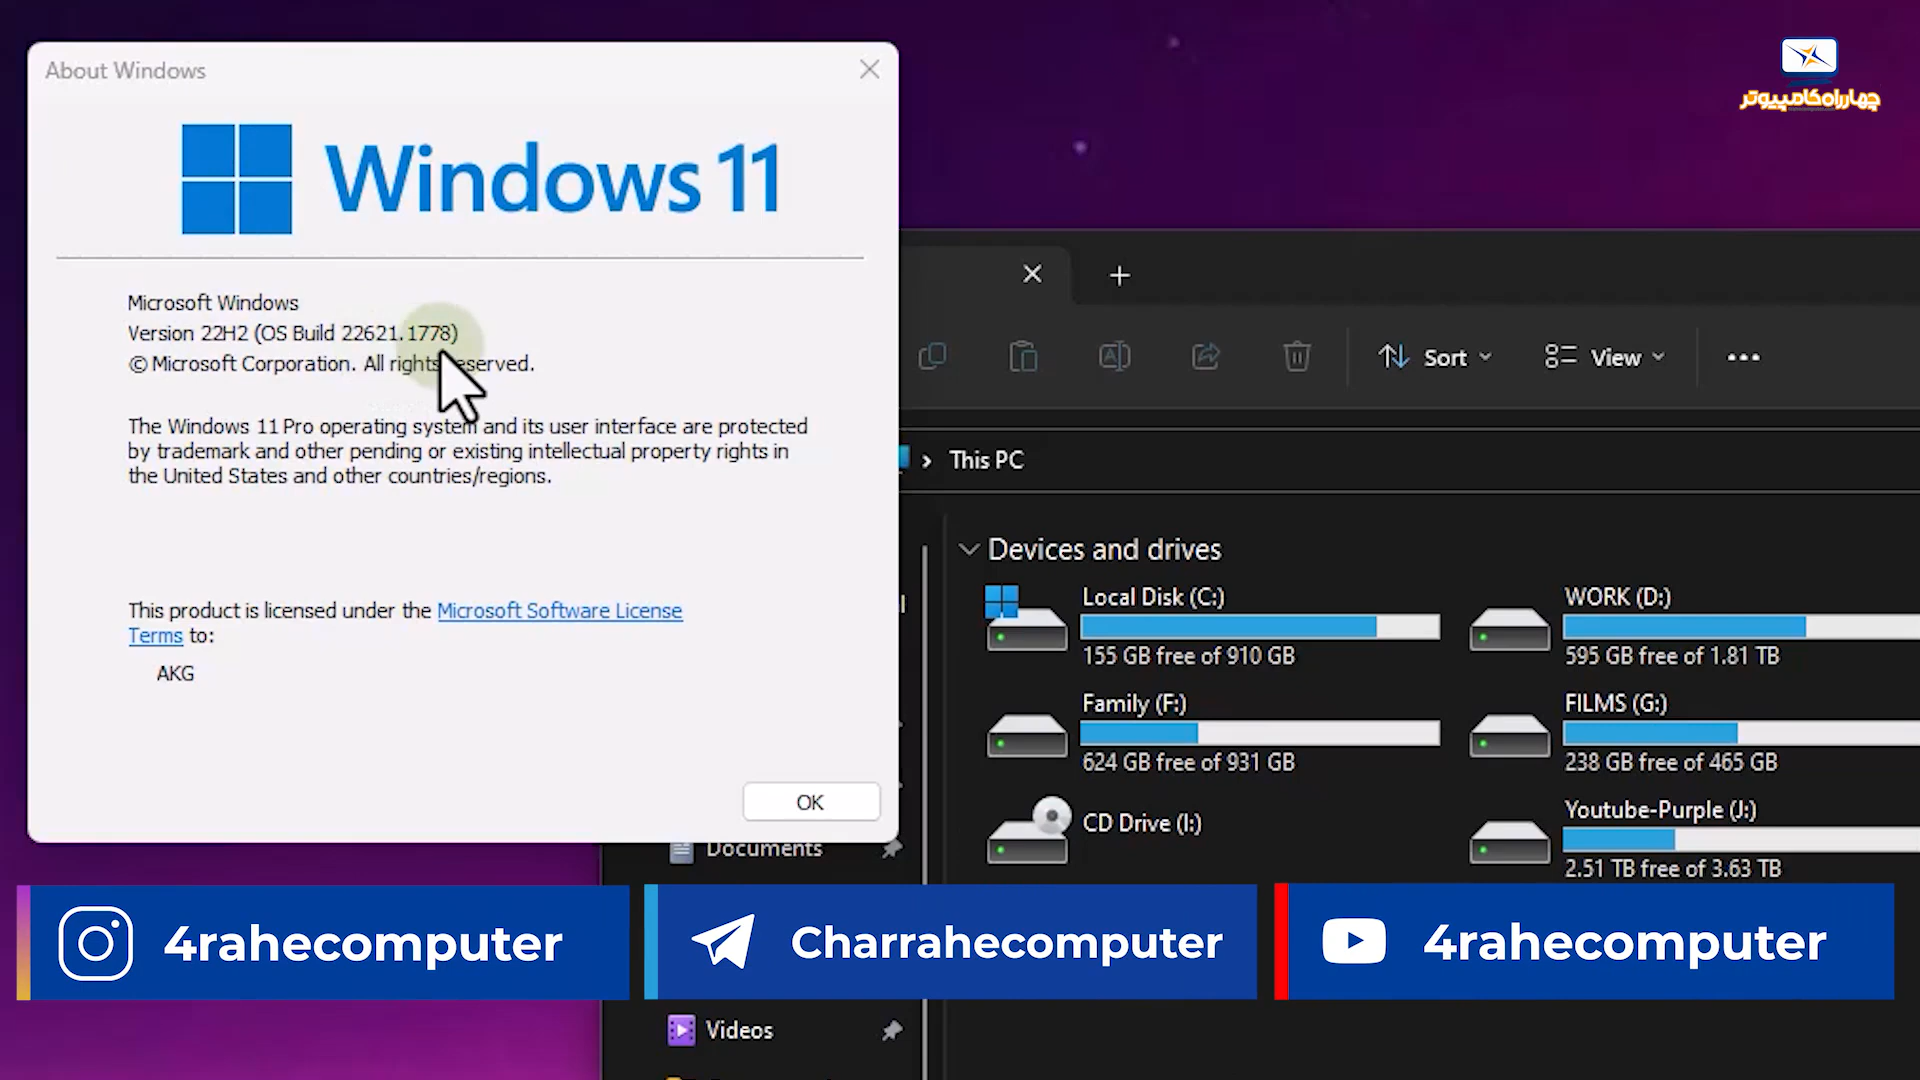 About Windows
چهارراه کامپیوتر
Windows 11
Microsoft Windows
Version 22H2 (OS Build 22621.1778)
© Microsoft Corporation. All rights reserved.
The Windows 11 Pro operating system and its user interface are protected
by trademark and other pending or existing intellectual property rights in
the United States and other countries/regions.
This product is licensed under the Microsoft Software License
Terms to:
AKG
OK
Sort
View
This PC
Devices and drives
Local Disk (C:)
155 GB free of 910 GB
WORK (D:)
595 GB free of 1.81 TB
Family (F:)
624 GB free of 931 GB
FILMS (G:)
238 GB free of 465 GB
CD Drive (I:)
Youtube-Purple (J:)
2.51 TB free of 3.63 TB
Documents
4rahecomputer
Charrahecomputer
4rahecomputer
Videos